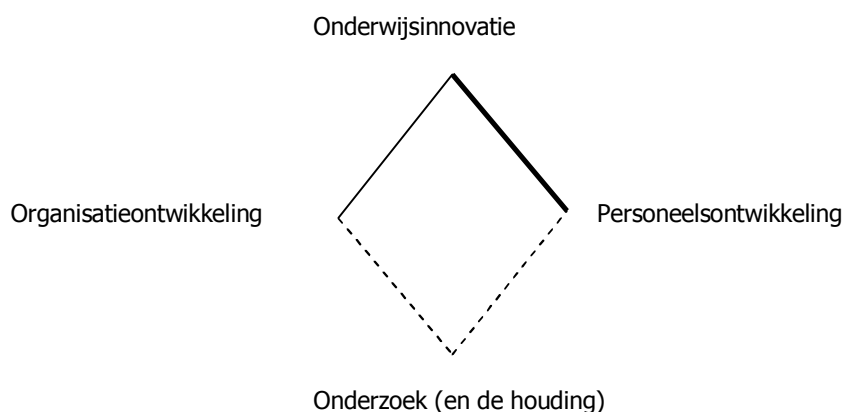 Onderwijsinnovatie
Organisatieontwikkeling
Personeelsontwikkeling
Onderzoek (en de houding)